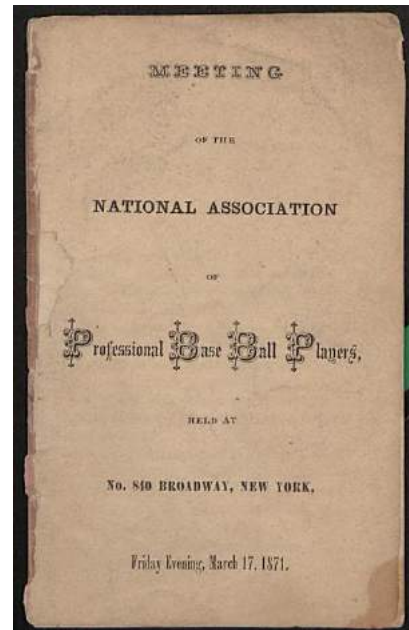 MEETING
OF THE
NATIONAL ASSOCIATION
OF
Professional Base Ball Players,
HELD AT
No. 840 BROADWAY, NEW YORK,
Friday Evening, March 17, 1871.